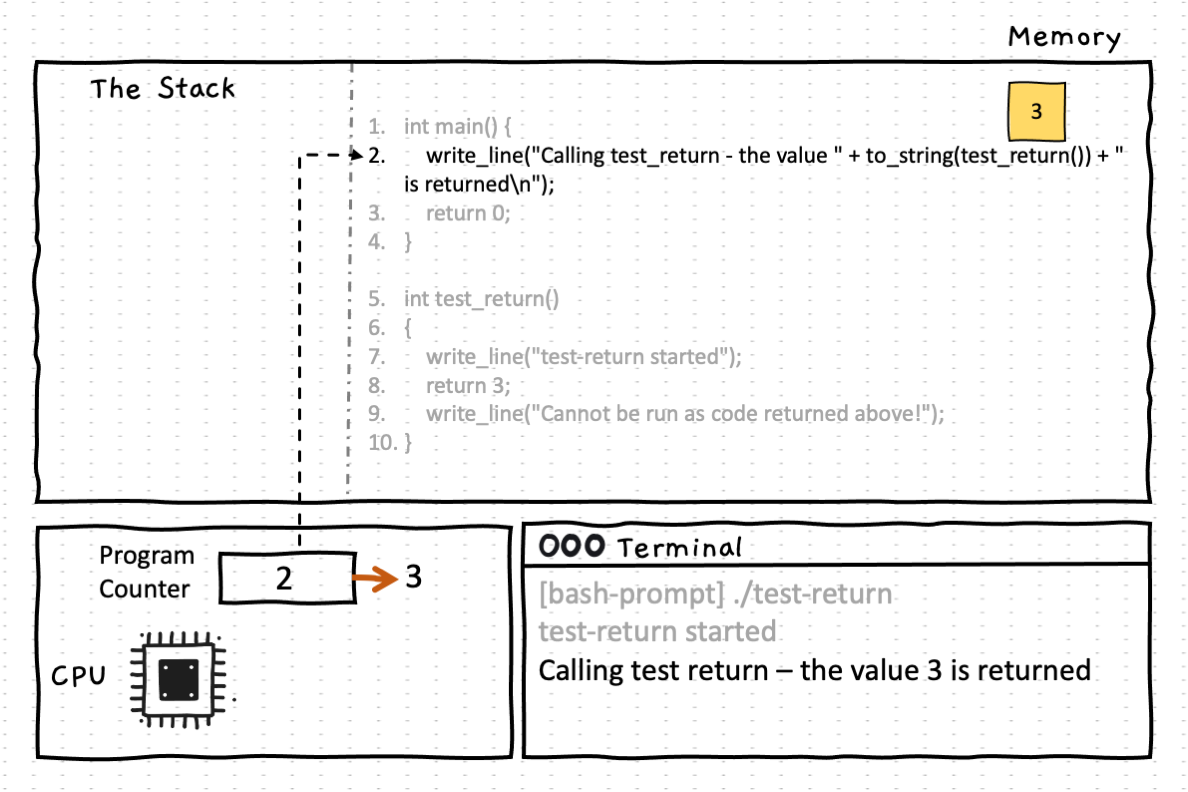 Memory
The Stack
3
1. int main() {
2. write_line("Calling test_return - the value " + to_string(test_return()) + "
is returned\n");
3. return 0;
4. }
5. int test_return()
6. {
7. write_line("test-return started");
8. return 3;
9. write_line("Cannot be run as code returned above!");
10. }
Program
Counter
2
3
CPU
Terminal
[bash-prompt] ./test-return
test-return started
Calling test return – the value 3 is returned